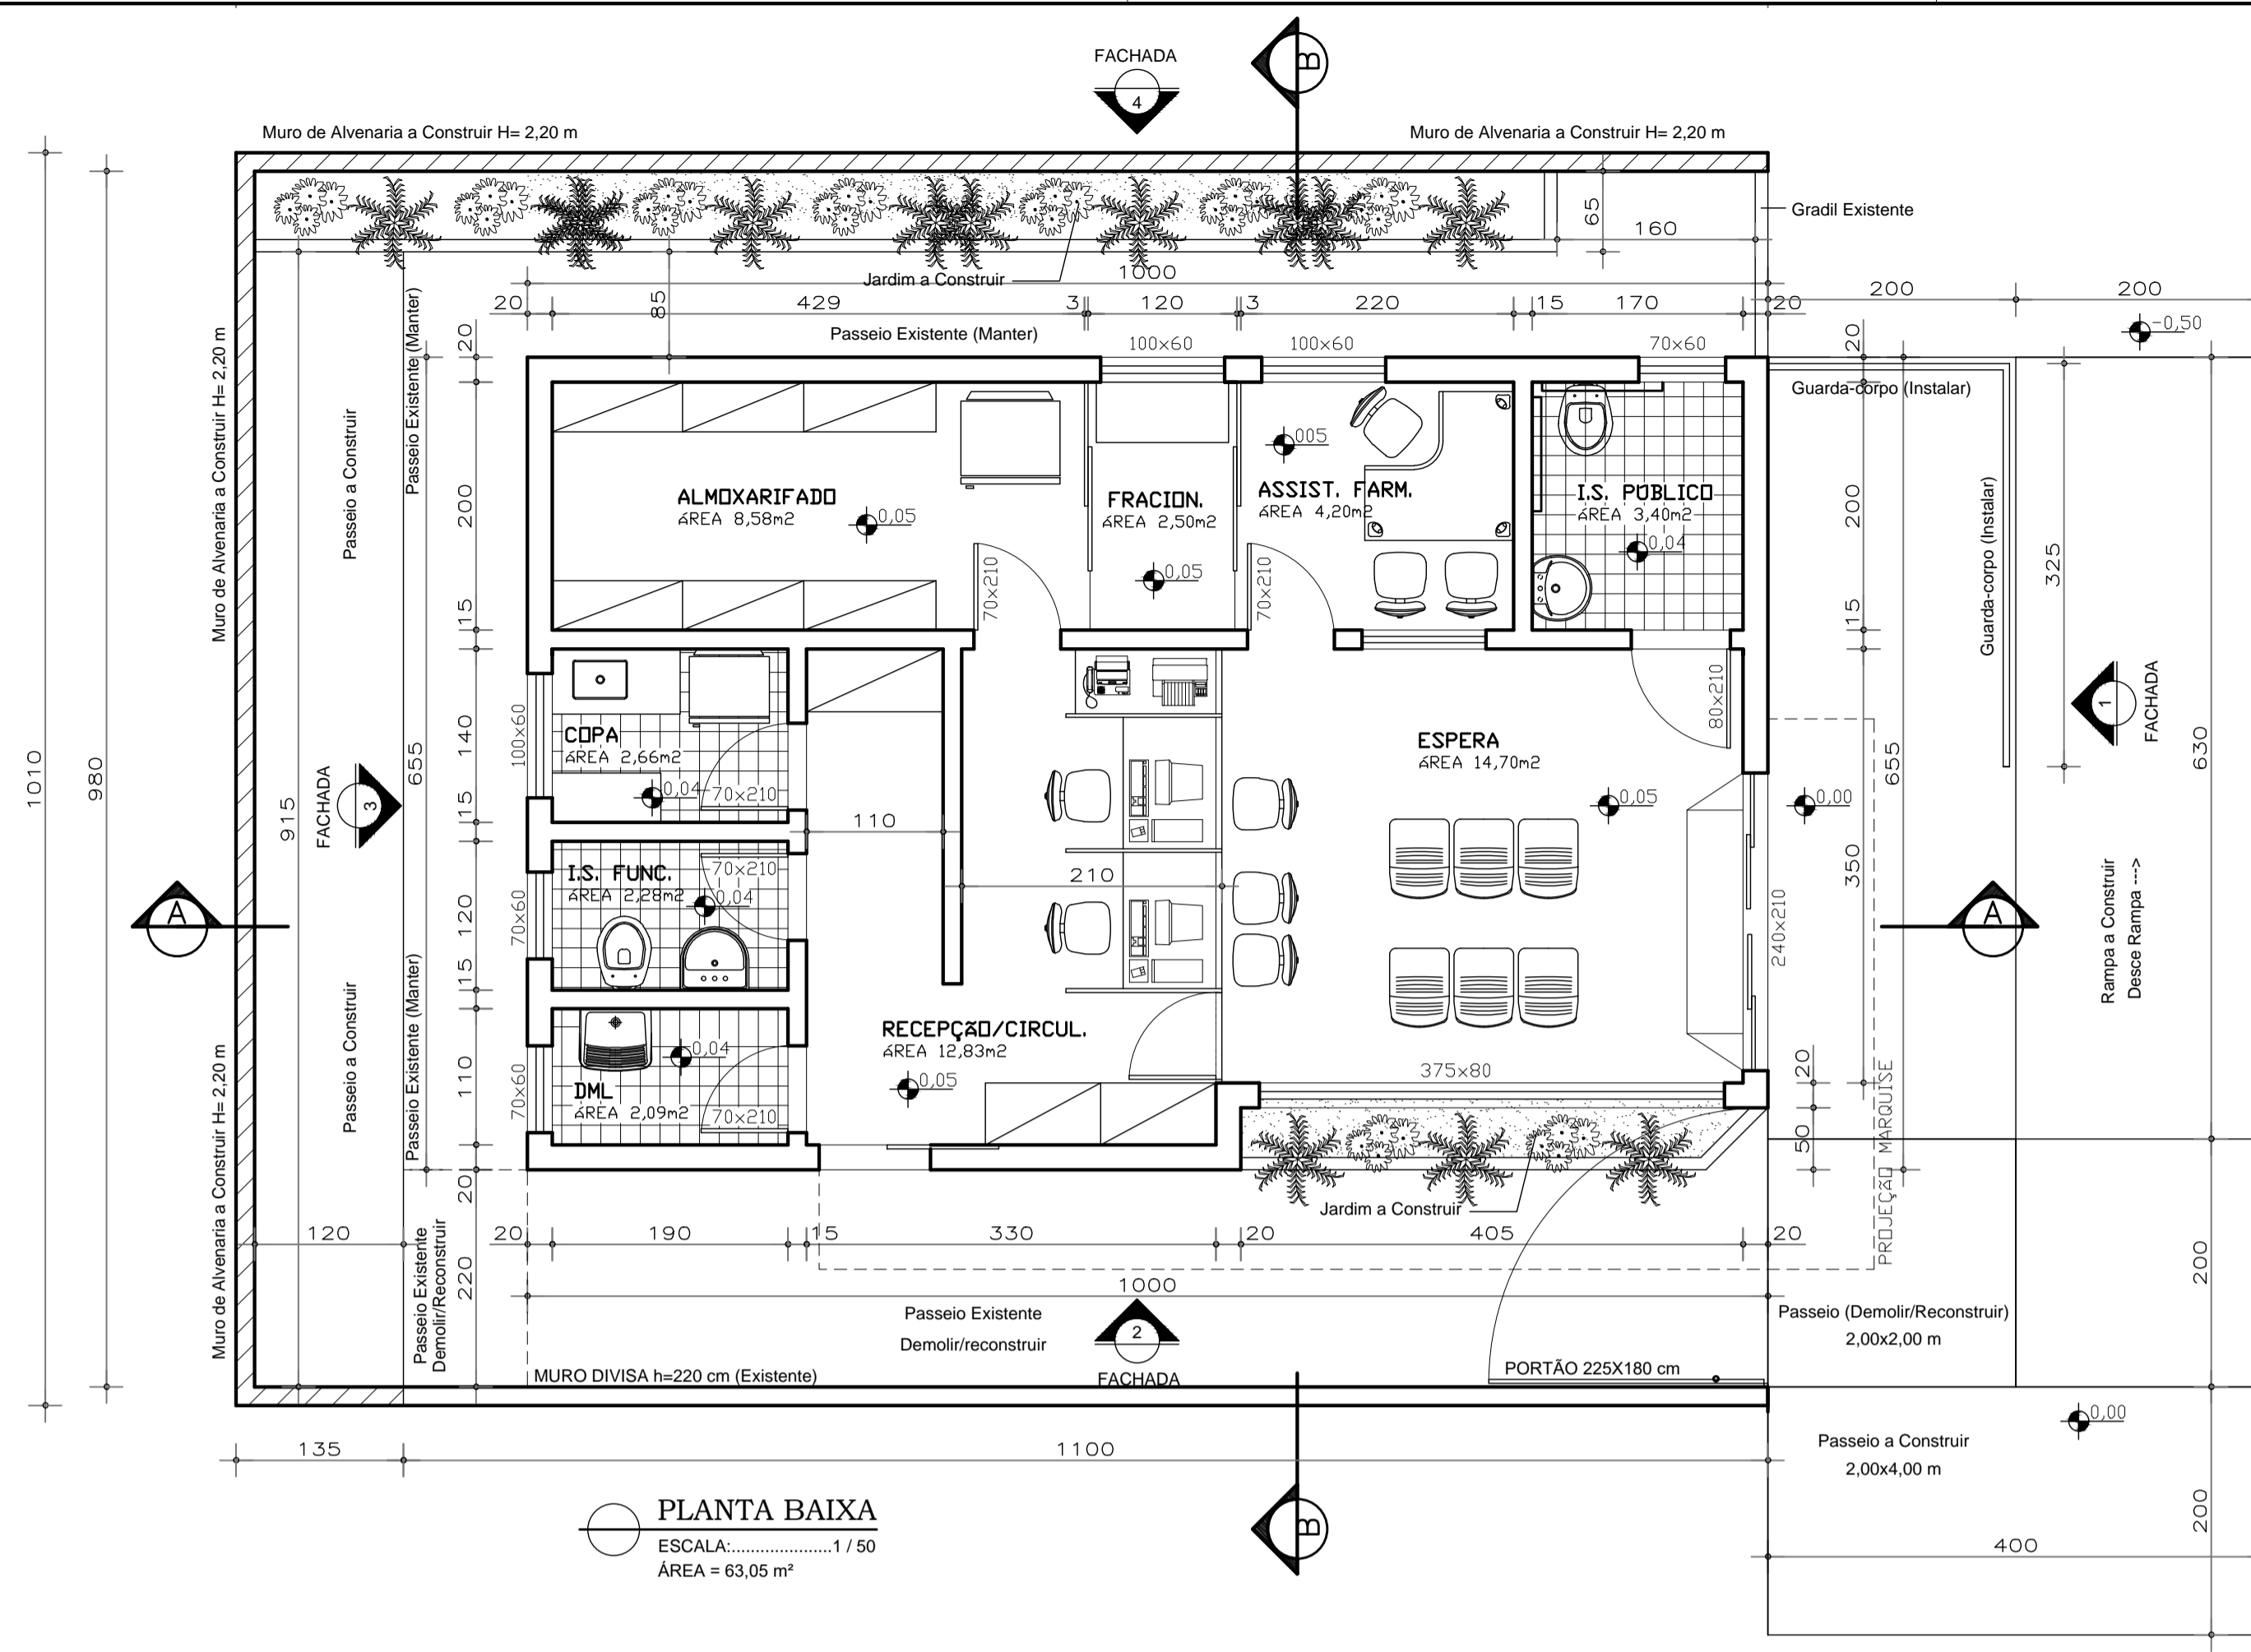 FACHADA
4
B
Muro de Alvenaria a Construir H= 2,20 m
Muro de Alvenaria a Construir H= 2,20 m
65
160
Gradil Existente
Jardim a Construir
1000
85
20
429
3
120
3
220
15
170
20
200
200
-0,50
Passeio Existente (Manter)
100x60
100x60
70x60
20
20
Guarda-corpo (Instalar)
Muro de Alvenaria a Construir H= 2,20 m
Passeio a Construir
Passeio Existente (Manter)
200
ALMOXARIFADO
ÁREA 8,58m2
0,05
FRACION.
ÁREA 2,50m2
0,05
005
ASSIST. FARM.
ÁREA 4,20m2
I.S. PUBLICO
ÁREA 3,40m2
0,04
200
Guarda-corpo (Instalar)
325
70x210
70x210
15
15
1010
980
915
655
FACHADA
3
140
100x60
COPA
ÁREA 2,66m2
0,04
70x210
80x210
ESPERA
ÁREA 14,70m2
0,05
0,00
655
1
FACHADA
630
15
110
210
350
I.S. FUNC.
ÁREA 2,28m2
70x210
0,04
120
70x60
240x210
A
A
Rampa a Construir
Desce Rampa --->
15
Muro de Alvenaria a Construir H= 2,20 m
Passeio a Construir
Passeio Existente (Manter)
110
70x60
DML
ÁREA 2,09m2
0,04
70x210
RECEPÇÃO/CIRCUL.
ÁREA 12,83m2
0,05
375x80
20
50
PROJEÇÃO MARQUISE
20
Jardim a Construir
120
Passeio Existente
Demolir/Reconstruir
220
20
190
15
330
20
405
20
200
1000
Passeio Existente
Demolir/reconstruir
2
FACHADA
Passeio (Demolir/Reconstruir)
2,00x2,00 m
MURO DIVISA h=220 cm (Existente)
PORTÃO 225X180 cm
0,00
135
1100
Passeio a Construir
2,00x4,00 m
200
400
B
PLANTA BAIXA
ESCALA:.....................1 / 50
ÁREA = 63,05 m²